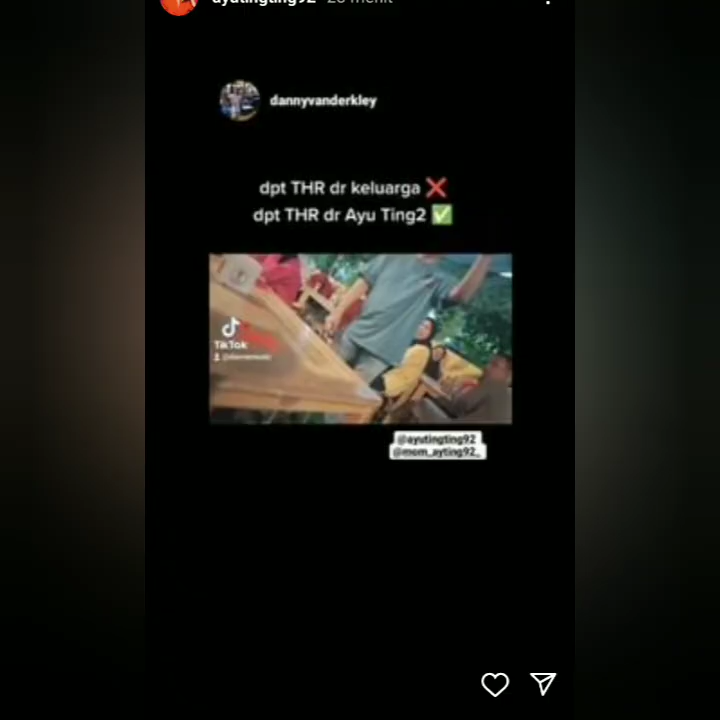 dannyvanderkley
dpt THR dr keluarga ❌
dpt THR dr Ayu Ting2 ✅
TikTok
@ayutingting92
@mom_ayting92_